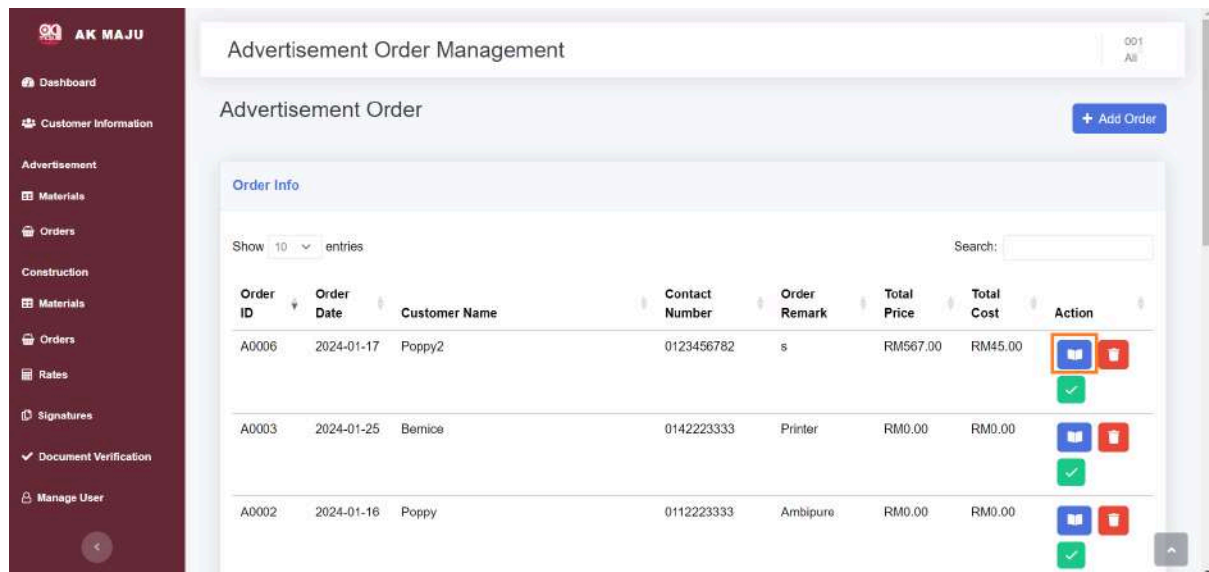 AK MAJU
Dashboard
Customer Information
Advertisement
Materials
Orders
Construction
Materials
Orders
Rates
Signatures
Document Verification
Manage User
Advertisement Order Management
001
All
Advertisement Order
+ Add Order
Order Info
Show 10 entries
Search:
Order ID Order Date Customer Name Contact Number Order Remark Total Price Total Cost Action
A0006 2024-01-17 Poppy2 0123456782 s RM567.00 RM45.00
A0003 2024-01-25 Bernice 0142223333 Printer RM0.00 RM0.00
A0002 2024-01-16 Poppy 0112223333 Ambipure RM0.00 RM0.00